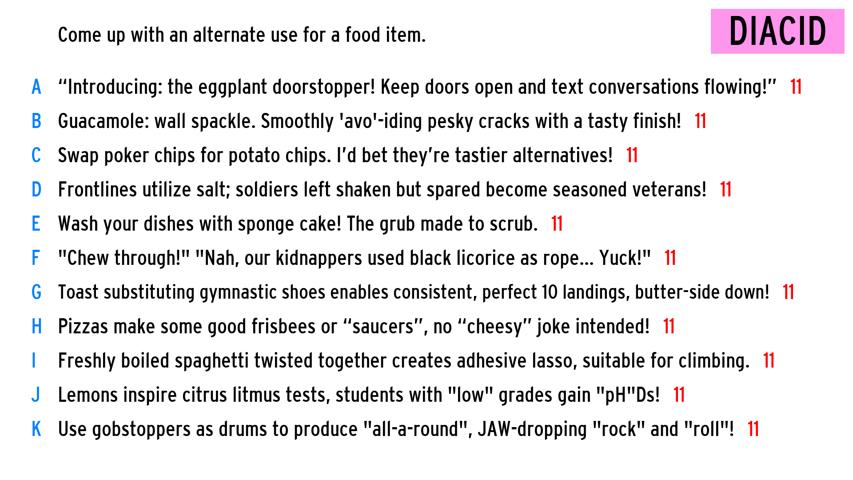 Come up with an alternate use for a food item.
DIACID
A “Introducing: the eggplant doorstopper! Keep doors open and text conversations flowing!” 11
B Guacamole: wall spackle. Smoothly 'avo'-iding pesky cracks with a tasty finish! 11
C Swap poker chips for potato chips. I’d bet they’re tastier alternatives! 11
D Frontlines utilize salt; soldiers left shaken but spared become seasoned veterans! 11
E Wash your dishes with sponge cake! The grub made to scrub. 11
F "Chew through!" "Nah, our kidnappers used black licorice as rope... Yuck!" 11
G Toast substituting gymnastic shoes enables consistent, perfect 10 landings, butter-side down! 11
H Pizzas make some good frisbees or “saucers”, no “cheesy” joke intended! 11
I Freshly boiled spaghetti twisted together creates adhesive lasso, suitable for climbing. 11
J Lemons inspire citrus litmus tests, students with "low" grades gain "pH"Ds! 11
K Use gobstoppers as drums to produce "all-a-round", JAW-dropping "rock" and "roll"! 11